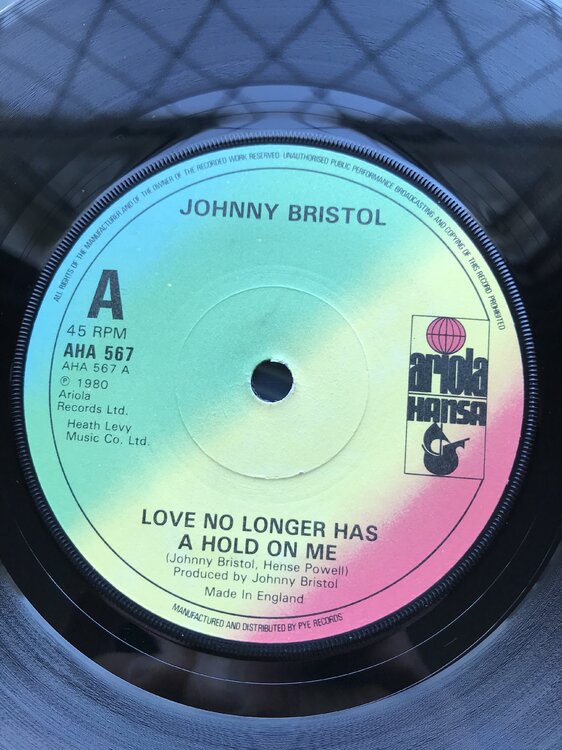 ALL RIGHTS OF THE MANUFACTURER AND OF THE OWNER OF THE RECORDED WORK RESERVED UNAUTHORISED PUBLIC PERFORMANCE BROADCASTING AND COPYING OF THIS RECORD PROHIBITED
JOHNNY BRISTOL
A
45 RPM
AHA 567
AHA 567 A
℗ 1980
Ariola
Records Ltd.
Heath Levy
Music Co. Ltd.
ariola
HANSA
LOVE NO LONGER HAS
A HOLD ON ME
(Johnny Bristol, Hense Powell)
Produced by Johnny Bristol
Made In England
MANUFACTURED AND DISTRIBUTED BY PYE RECORDS